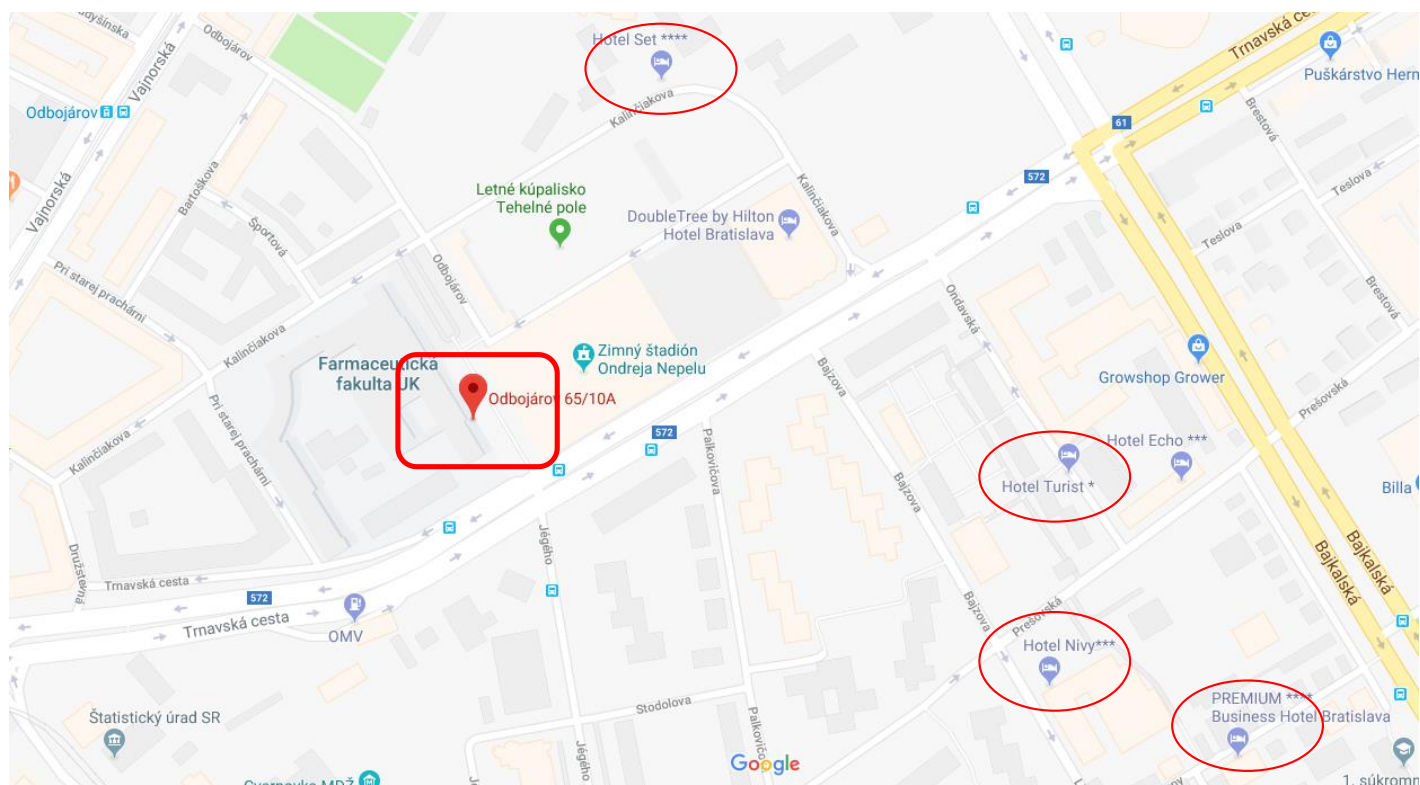 Odbojárov
Vajnorská
Hotel Set ****
Trnavská
Puškárstvo
Odbojárov
Kalinčiakova
61
Brestová
Bartoškova
572
Teslova
Vajnorská
Letné kúpalisko
Tehelné pole
DoubleTree by Hilton
Hotel Bratislava
Kalinčiakova
Športová
Teslova
Pri starej prachárni
Odbojárov
Ondavská
Brestová
Kalinčiakova
Zimný štadión
Ondreja Nepelu
Farmaceutická
fakulta UK
Bajzova
Growshop Grower
Odbojárov 65/10A
Prešovská
Pri starej prachárni
Kalinčiakova
572
Palkovičova
Hotel Echo ***
Bajzova
Hotel Turist *
Billa
Jégého
Bajkalská
Bajkalská
Družstevná
Trnavská cesta
572
Trnavská cesta
OMV
Bajzova
Prešovská
Hotel Nivy***
Stodolova
PREMIUM ****
Business Hotel Bratislava
Štatistický úrad SR
Palkovičo
Jégého
Google
1. súkromn